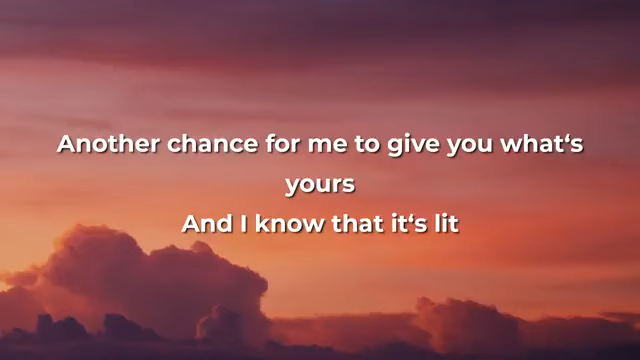 Another chance for me to give you what‘s
yours
And I know that it‘s lit